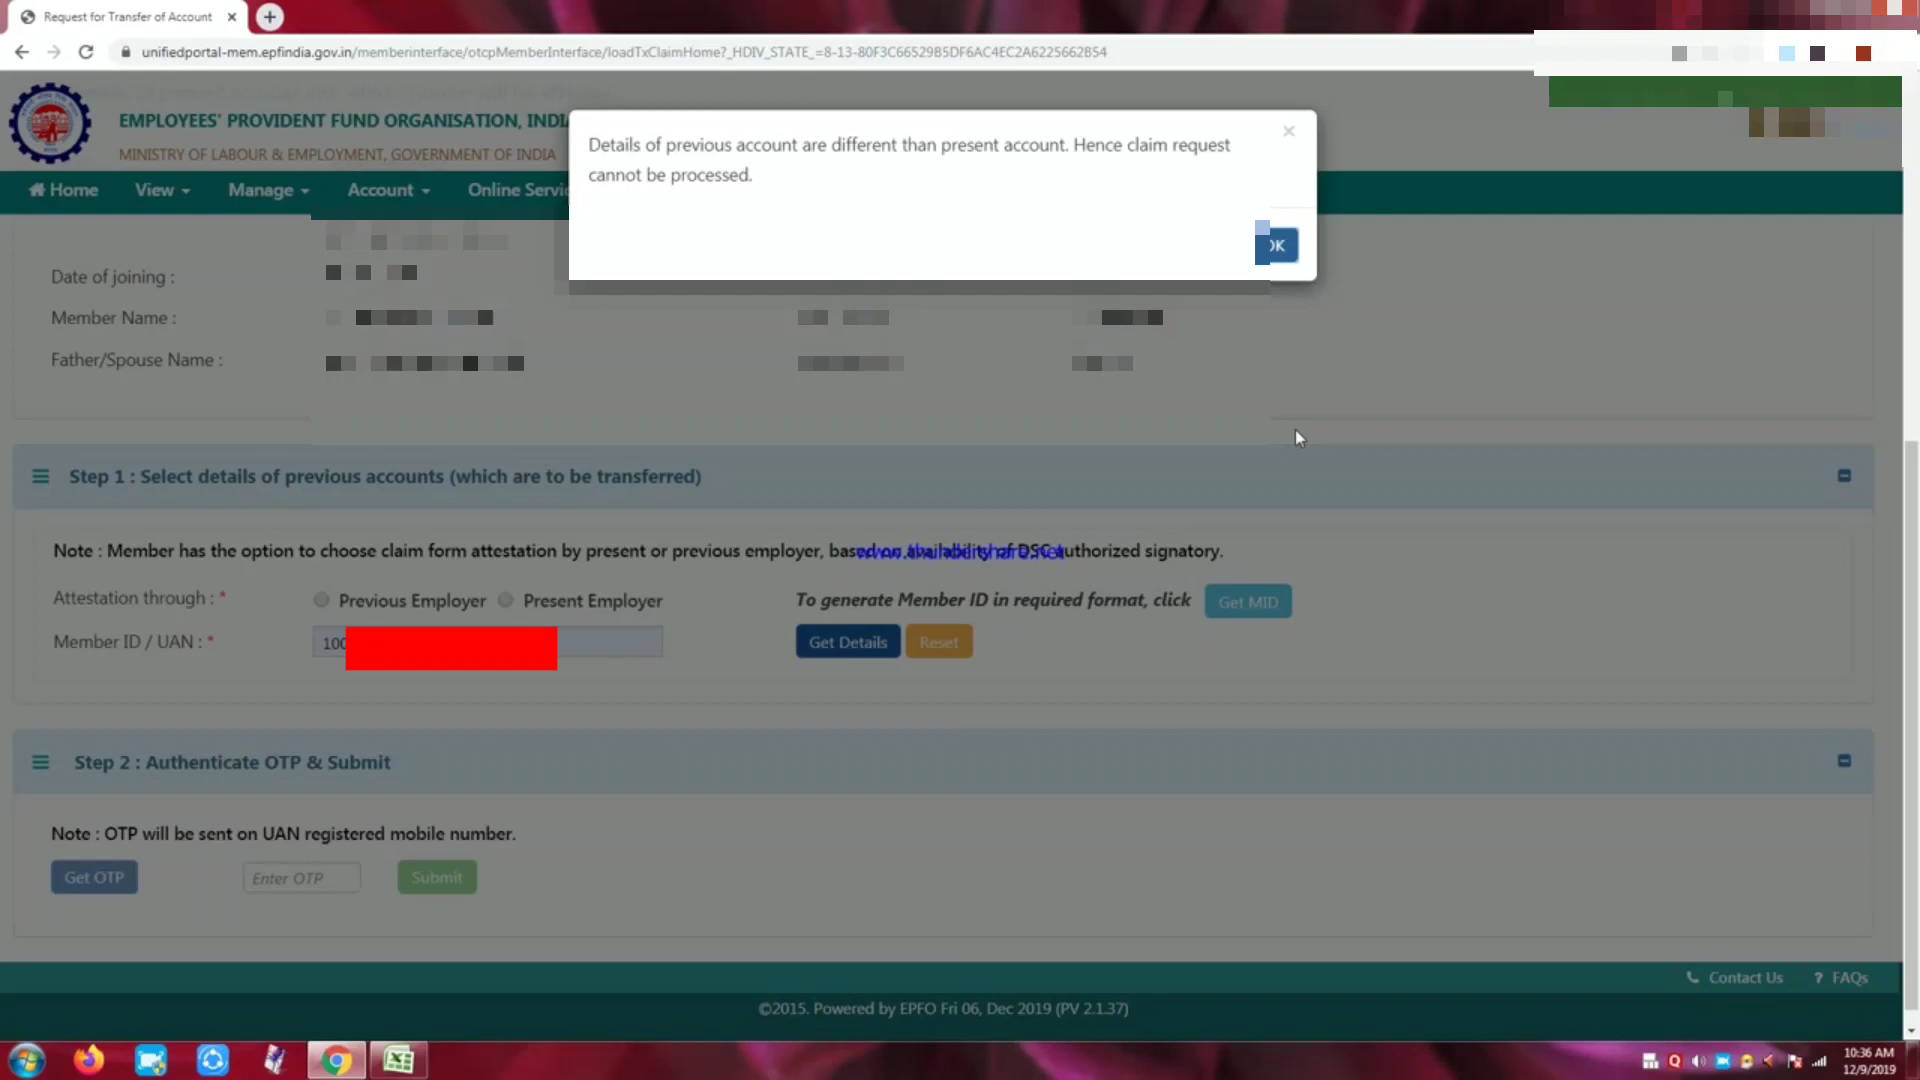 Request for Transfer of Account
unifiedportal-mem.epfindia.gov.in/memberinterface/otcpMemberInterface/loadTxClaimHome?_HDIV_STATE_=8-13-80F3C66529B5DF6AC4EC2A6225662B54
EMPLOYEES' PROVIDENT FUND ORGANISATION,
MINISTRY OF LABOUR & EMPLOYMENT, GOVERNMENT OF INDIA
Details of previous account are different than present account. Hence claim request
cannot be processed.
OK
Home View Manage Account Online
Date of joining :
Member Name :
Father/Spouse Name :
Step 1 : Select details of previous accounts (which are to be transferred)
Note : Member has the option to choose claim form attestation by present or previous employer, based on availability of DSC authorized signatory.
www.thundershare.net
Attestation through : * Previous Employer Present Employer To generate Member ID in required format, click Get MID
Member ID / UAN : * 100 Get Details Reset
Step 2 : Authenticate OTP & Submit
Note : OTP will be sent on UAN registered mobile number.
Get OTP Enter OTP Submit
Contact Us ? FAQs
©2015. Powered by EPFO Fri 06, Dec 2019 (PV 2.1.37)
10:36 AM
12/9/2019